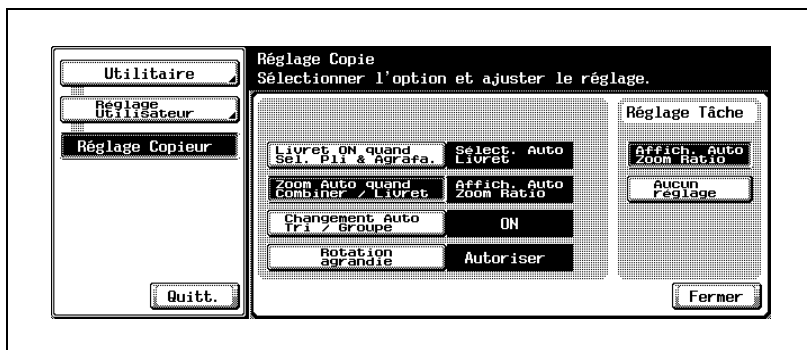 Utilitaire
Réglage
Utilisateur
Réglage Copieur
Quitt.
Réglage Copie
Sélectionner l'option et ajuster le réglage.
Livret ON quand
Sel. Pli & Agrafa.
Sélect. Auto
Livret
Zoom Auto quand
Combiner / Livret
Affich. Auto
Zoom Ratio
Changement Auto
Tri / Groupe
ON
Rotation
agrandie
Autoriser
Réglage Tâche
Affich. Auto
Zoom Ratio
Aucun
réglage
Fermer